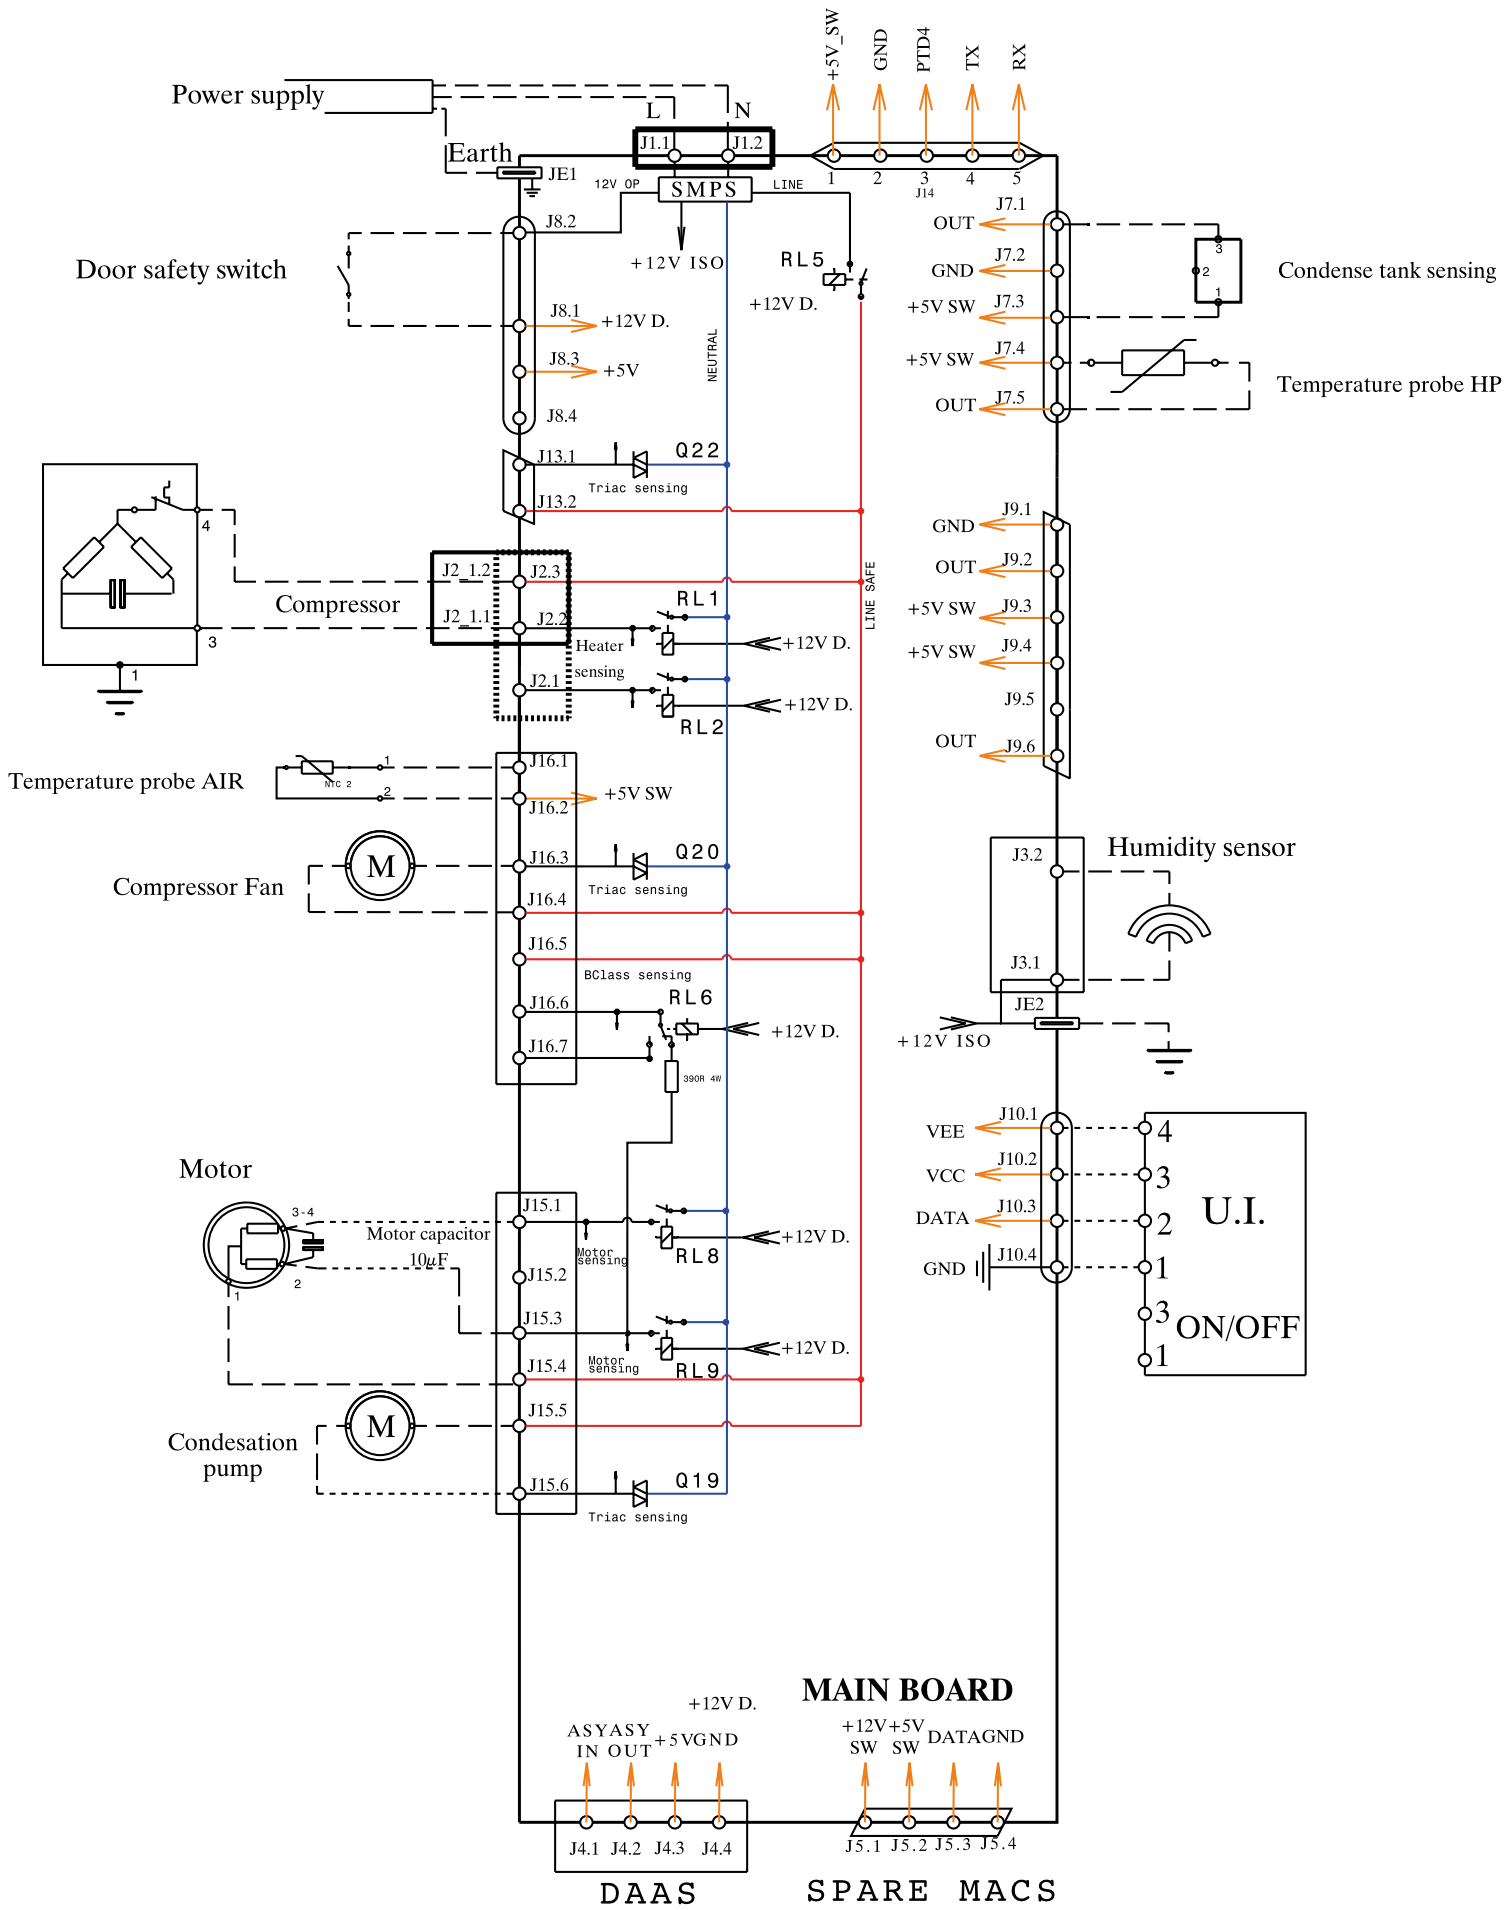 +5V_SW
GND
PTD4
TX
RX
Power supply
L
N
J1.1
J1.2
Earth
JE1
1
2
3
4
5
J14
12V OP
SMPS
LINE
J8.2
+12V ISO
RL5
+12V D.
Door safety switch
J8.1
+12V D.
J8.3
+5V
J8.4
NEUTRAL
J7.1
OUT
J7.2
GND
J7.3
+5V SW
J7.4
+5V SW
J7.5
OUT
3
2
1
Condense tank sensing
Temperature probe HP
J13.1
Q22
Triac sensing
J13.2
4
3
1
Compressor
J2_1.2
J2.3
J2_1.1
J2.2
RL1
Heater
sensing
+12V D.
J2.1
RL2
+12V D.
LINE SAFE
J9.1
GND
J9.2
OUT
J9.3
+5V SW
J9.4
+5V SW
J9.5
J9.6
OUT
Temperature probe AIR
NTC 2
1
2
J16.1
J16.2
+5V SW
Compressor Fan
M
J16.3
Q20
Triac sensing
J16.4
J16.5
BClass sensing
J16.6
RL6
+12V D.
J16.7
390R 4W
J3.2
Humidity sensor
J3.1
JE2
+12V ISO
J10.1
VEE
J10.2
VCC
J10.3
DATA
J10.4
GND
4
3
2
1
3
1
U.I.
ON/OFF
Motor
3-4
2
1
Motor capacitor
10µF
J15.1
Motor
sensing
RL8
+12V D.
J15.2
J15.3
Motor
sensing
RL9
+12V D.
J15.4
J15.5
Condesation
pump
M
J15.6
Q19
Triac sensing
MAIN BOARD
+12V D.
ASY ASY
IN OUT
+5V GND
+12V +5V
SW SW
DATA GND
J4.1
J4.2
J4.3
J4.4
J5.1
J5.2
J5.3
J5.4
DAAS
SPARE MACS